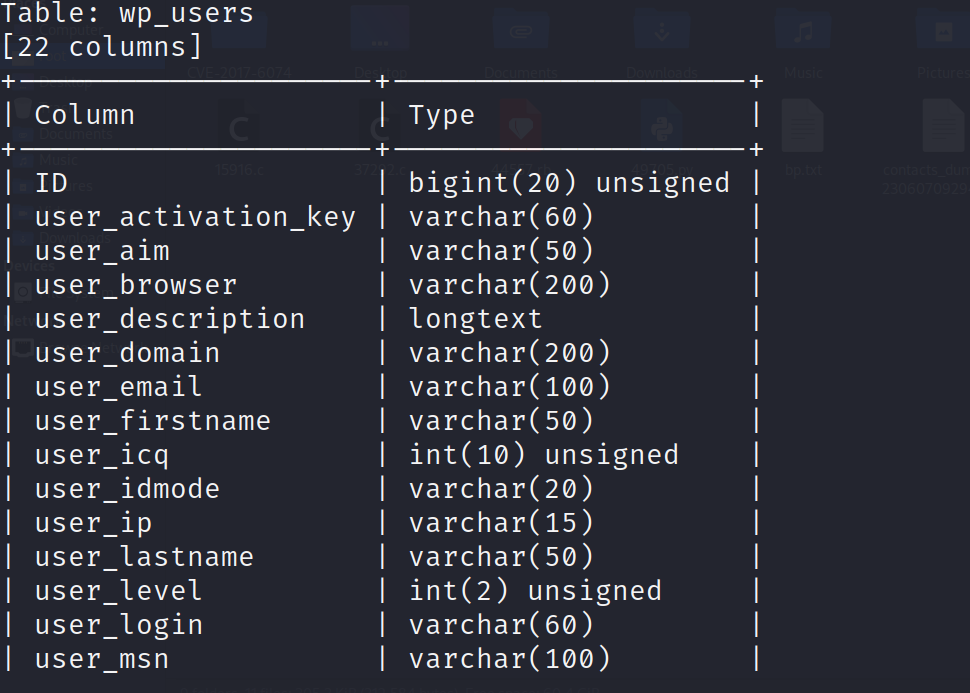 Table: wp_users
[22 columns]
| Column | Type |
| ID | bigint(20) unsigned |
| user_activation_key | varchar(60) |
| user_aim | varchar(50) |
| user_browser | varchar(200) |
| user_description | longtext |
| user_domain | varchar(200) |
| user_email | varchar(100) |
| user_firstname | varchar(50) |
| user_icq | int(10) unsigned |
| user_idmode | varchar(20) |
| user_ip | varchar(15) |
| user_lastname | varchar(50) |
| user_level | int(2) unsigned |
| user_login | varchar(60) |
| user_msn | varchar(100) |